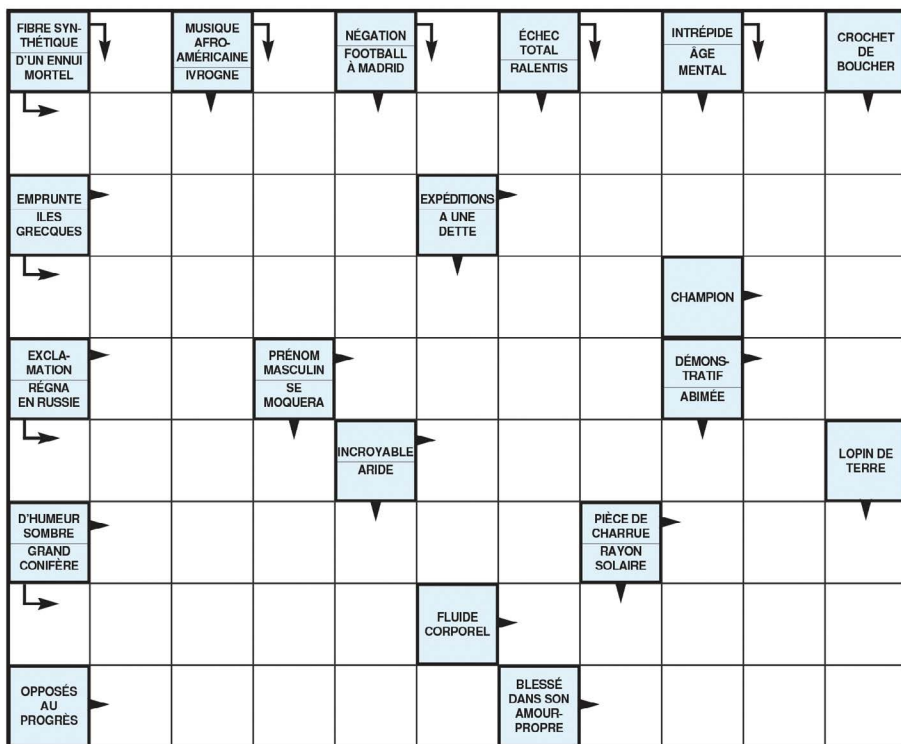 FIBRE SYN-
THÉTIQUE
D'UN ENNUI
MORTEL
MUSIQUE
AFRO-
AMÉRICAINE
IVROGNE
NÉGATION
FOOTBALL
À MADRID
ÉCHEC
TOTAL
RALENTIS
INTRÉPIDE
ÂGE
MENTAL
CROCHET
DE
BOUCHER
EMPRUNTE
ILES
GRECQUES
EXPÉDITIONS
A UNE
DETTE
CHAMPION
EXCLA-
MATION
RÉGNA
EN RUSSIE
PRÉNOM
MASCULIN
SE
MOQUERA
DÉMONS-
TRATIF
ABIMÉE
INCROYABLE
ARIDE
LOPIN DE
TERRE
D'HUMEUR
SOMBRE
GRAND
CONIFÈRE
PIÈCE DE
CHARRUE
RAYON
SOLAIRE
FLUIDE
CORPOREL
OPPOSÉS
AU
PROGRÈS
BLESSÉ
DANS SON
AMOUR-
PROPRE